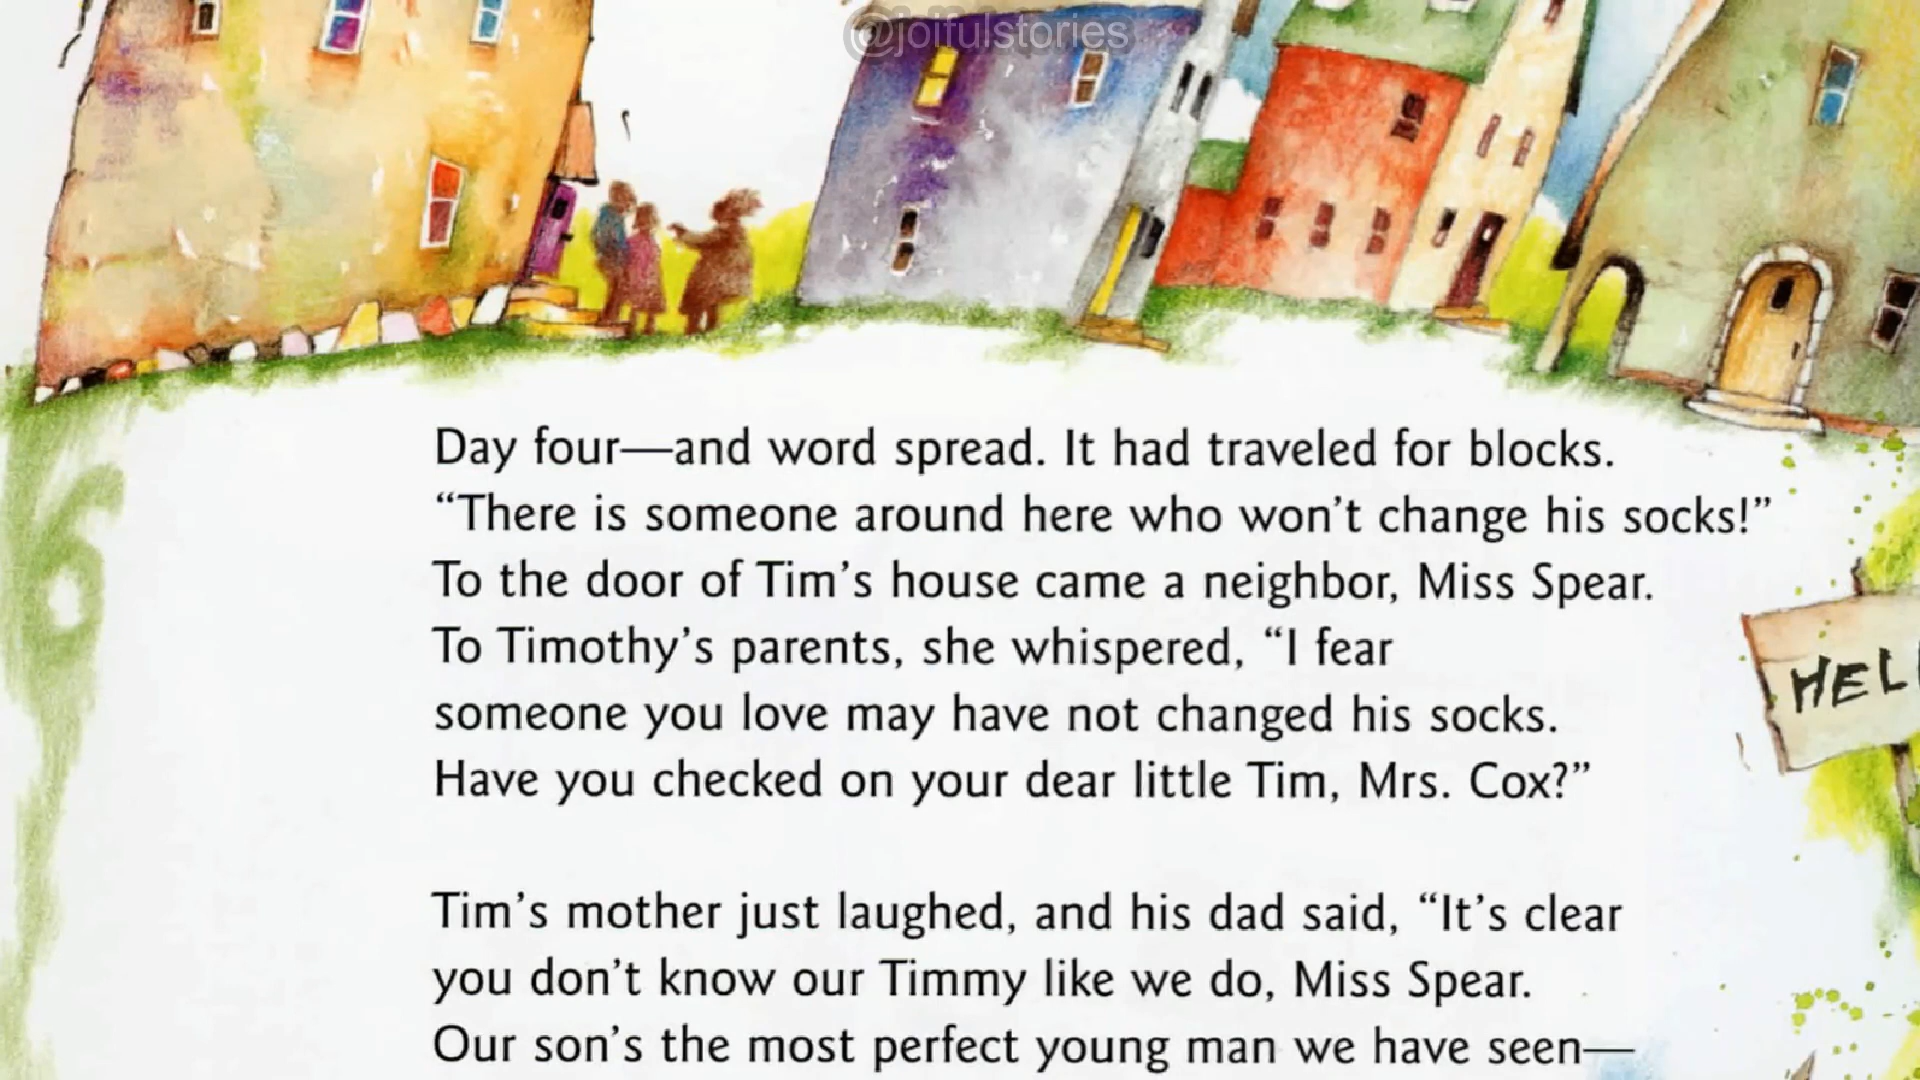 @joifulstories
Day four—and word spread. It had traveled for blocks.
“There is someone around here who won’t change his socks!”
To the door of Tim’s house came a neighbor, Miss Spear.
To Timothy’s parents, she whispered, “I fear
someone you love may have not changed his socks.
Have you checked on your dear little Tim, Mrs. Cox?”
HEL
Tim’s mother just laughed, and his dad said, “It’s clear
you don’t know our Timmy like we do, Miss Spear.
Our son’s the most perfect young man we have seen—